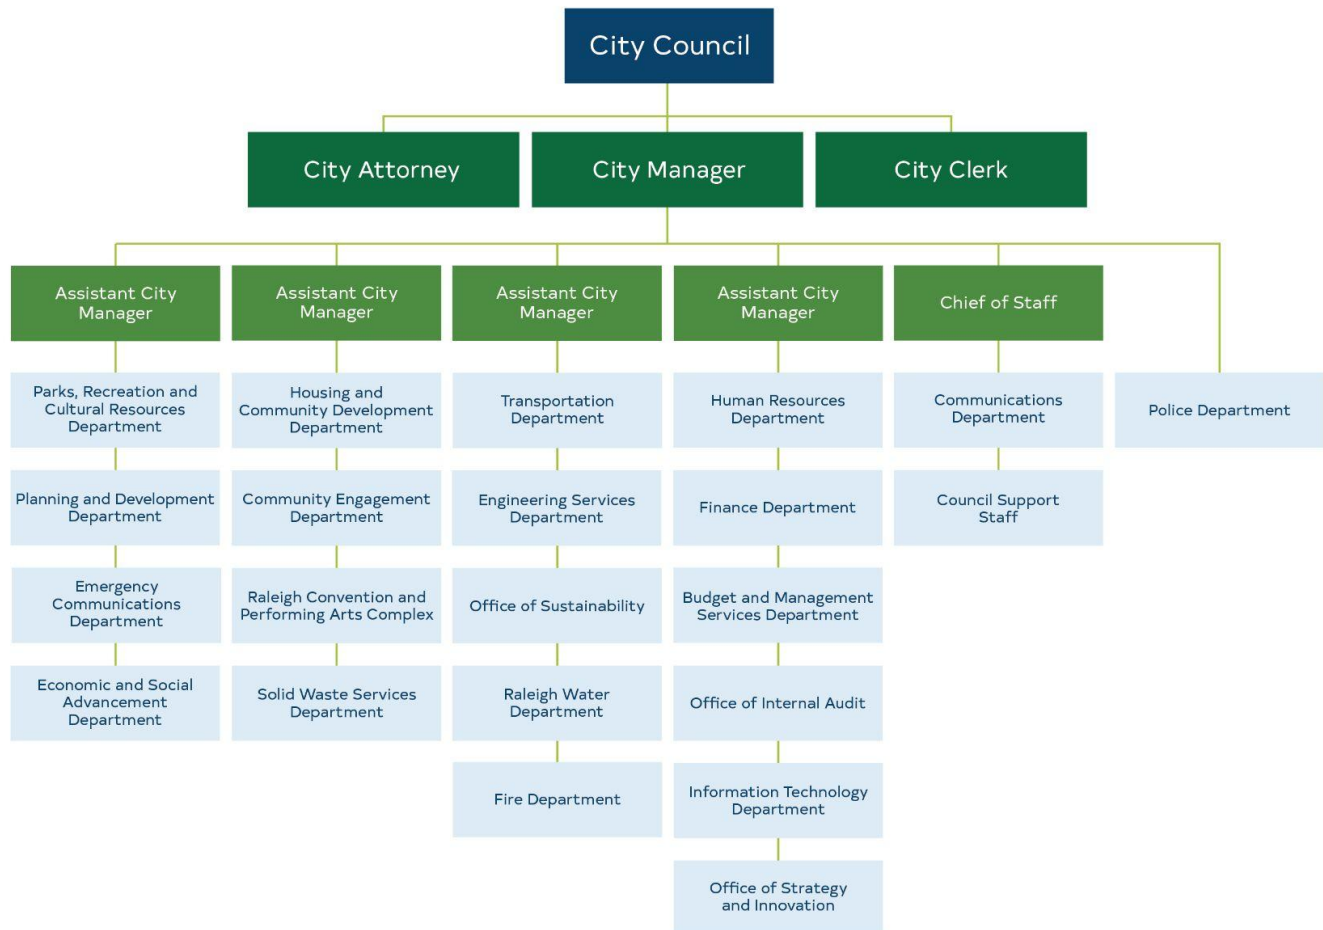 City Council
City Attorney
City Manager
City Clerk
Assistant City
Manager
Assistant City
Manager
Assistant City
Manager
Assistant City
Manager
Chief of Staff
Parks, Recreation and
Cultural Resources
Department
Housing and
Community Development
Department
Transportation
Department
Human Resources
Department
Communications
Department
Police Department
Planning and Development
Department
Community Engagement
Department
Engineering Services
Department
Finance Department
Council Support
Staff
Emergency
Communications
Department
Raleigh Convention and
Performing Arts Complex
Office of Sustainability
Budget and Management
Services Department
Economic and Social
Advancement
Department
Solid Waste Services
Department
Raleigh Water
Department
Office of Internal Audit
Fire Department
Information Technology
Department
Office of Strategy
and Innovation